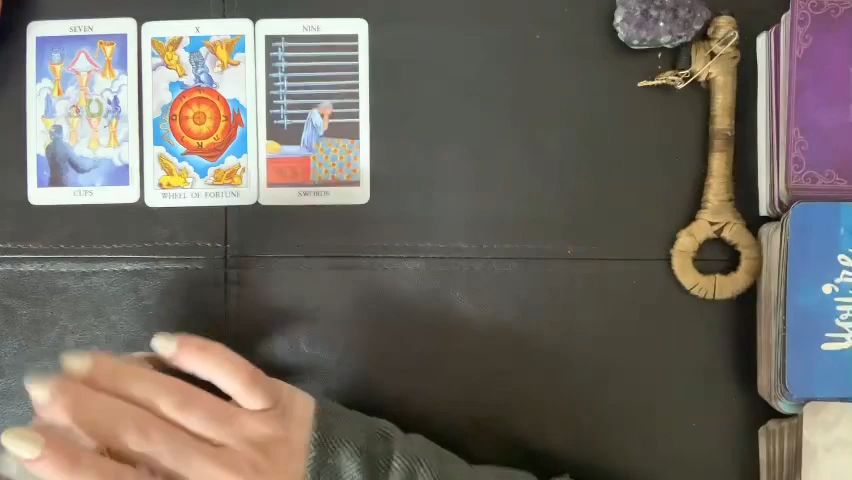 SEVEN
CUPS
X
WHEEL OF FORTUNE
NINE
SWORDS
You're